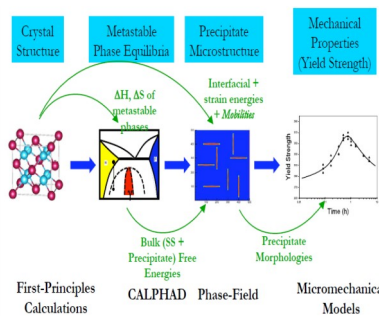 Crystal
Structure
Metastable
Phase Equilibria
Precipitate
Microstructure
Mechanical
Properties
(Yield Strength)
ΔH, ΔS of
metastable
phases
Interfacial +
strain energies
+ Mobilities
Yield Strength
Time (h)
Bulk (SS +
Precipitate) Free
Energies
Precipitate
Morphologies
First-Principles
Calculations
CALPHAD
Phase-Field
Micromechanica
Models